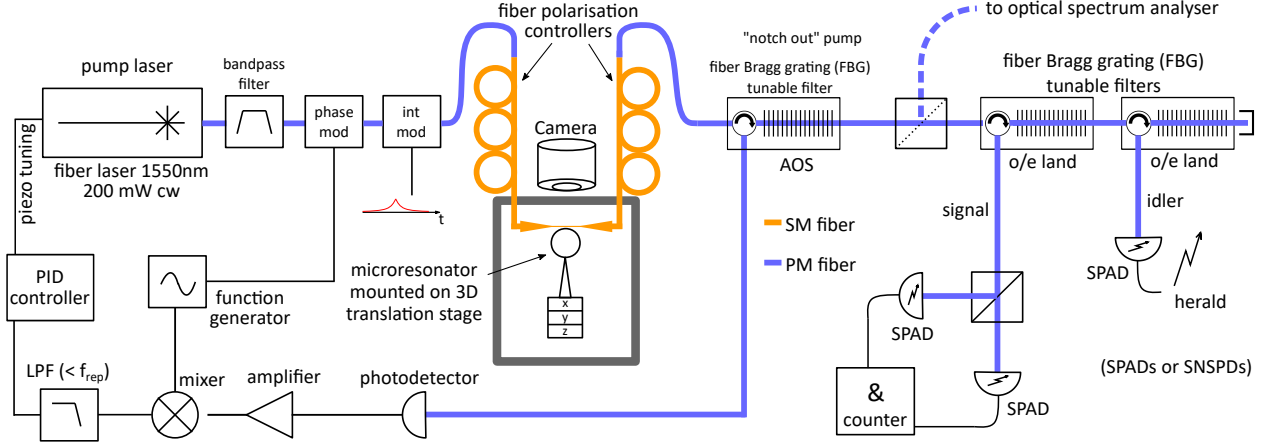 fiber polarisation
controllers
to optical spectrum analyser
"notch out" pump
fiber Bragg grating (FBG)
tunable filter
fiber Bragg grating (FBG)
tunable filters
pump laser
bandpass
filter
phase
mod
int
mod
Camera
AOS
o/e land
o/e land
fiber laser 1550nm
200 mW cw
piezo tuning
t
signal
idler
SM fiber
PM fiber
SPAD
herald
PID
controller
function
generator
microresonator
mounted on 3D
translation stage
x
y
z
SPAD
LPF (< frep)
mixer
amplifier
photodetector
&
counter
SPAD
(SPADs or SNSPDs)